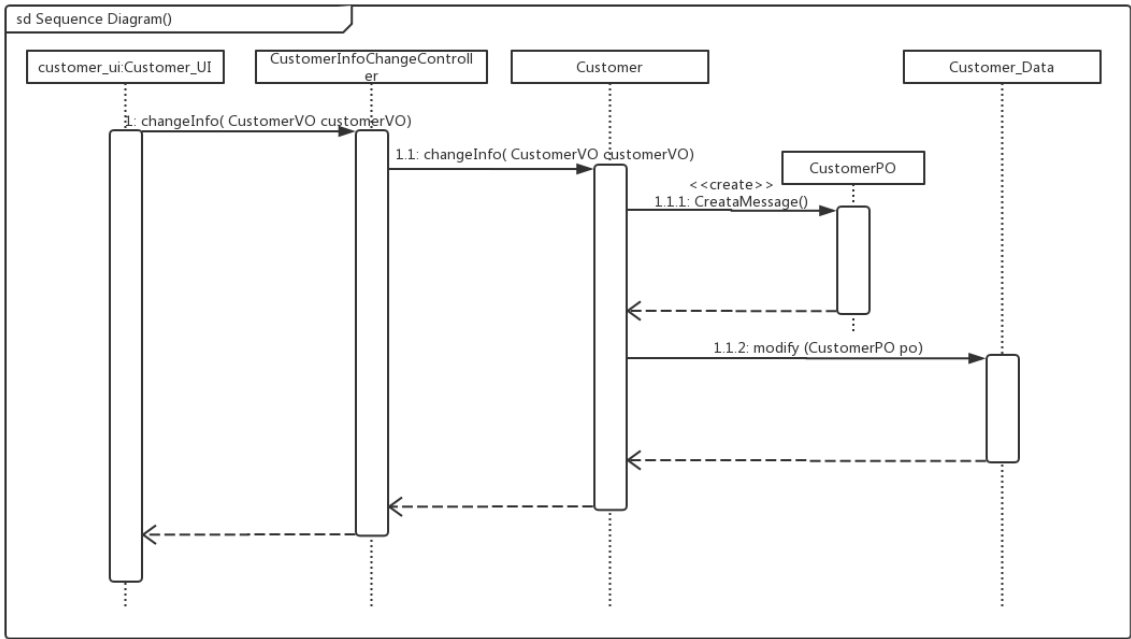 sd Sequence Diagram()
customer_ui:Customer_UI
CustomerInfoChangeControll
er
Customer
Customer_Data
1: changeInfo( CustomerVO customerVO)
1.1: changeInfo( CustomerVO customerVO)
CustomerPO
<<create>>
1.1.1: CreataMessage()
1.1.2: modify (CustomerPO po)